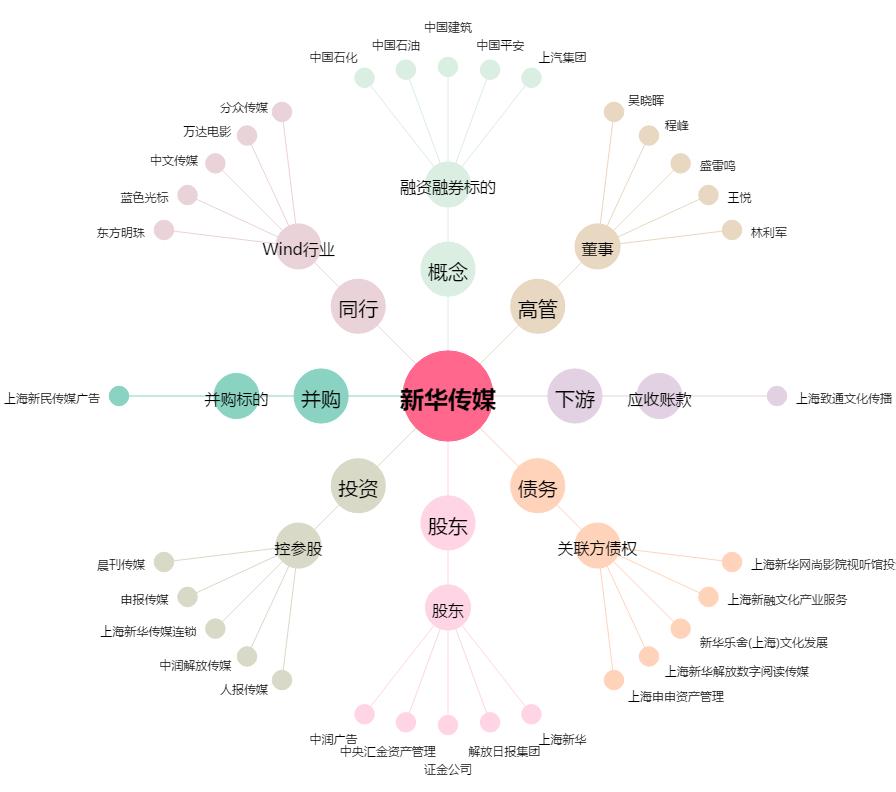 中国建筑
中国石油
中国平安
中国石化
上汽集团
融资融券标的
概念
分众传媒
万达电影
中文传媒
蓝色光标
东方明珠
Wind行业
同行
吴晓晖
程峰
盛雷鸣
王悦
林利军
董事
高管
上海新民传媒广告
并购标的
并购
新华传媒
下游
应收账款
上海致通文化传播
投资
控参股
晨刊传媒
申报传媒
上海新华传媒连锁
中润解放传媒
人报传媒
股东
股东
中润广告
中央汇金资产管理
证金公司
解放日报集团
上海新华
债务
关联方债权
上海新华网尚影院视听馆投
上海新融文化产业服务
新华乐舍(上海)文化发展
上海新华解放数字阅读传媒
上海申申资产管理